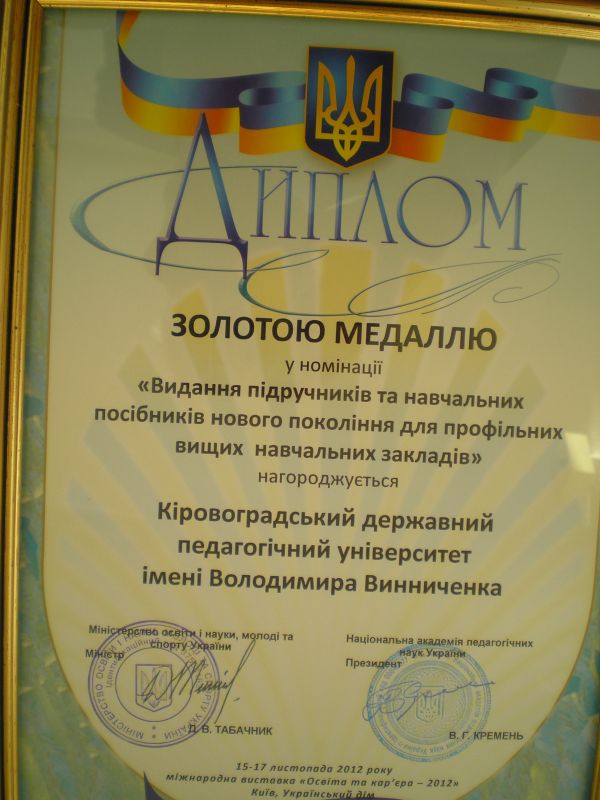 ДИПЛОМ
ЗОЛОТОЮ МЕДАЛЛЮ
у номінації
«Видання підручників та навчальних
посібників нового покоління для профільних
вищих навчальних закладів»
нагороджується
Кіровоградський державний
педагогічний університет
імені Володимира Винниченка
Міністерство освіти і науки, молоді та
спорту України
Міністр
Д. В. ТАБАЧНИК
Національна академія педагогічних
наук України
Президент
В. Г. КРЕМЕНЬ
15-17 листопада 2012 року
міжнародна виставка «Освіта та кар'єра – 2012»
Київ, Український дім